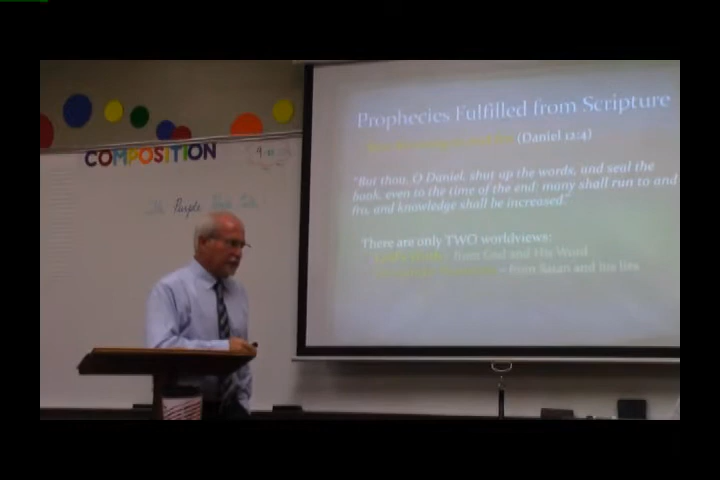 COMPOSITION
Purple
Prophecies Fulfilled from Scripture
(Daniel 12:4)
"But thou, O Daniel, shut up the words, and seal the
book, even to the time of the end: many shall run to and
fro, and knowledge shall be increased."
There are only TWO worldviews:
- from God and His Word
- from Satan and his lies